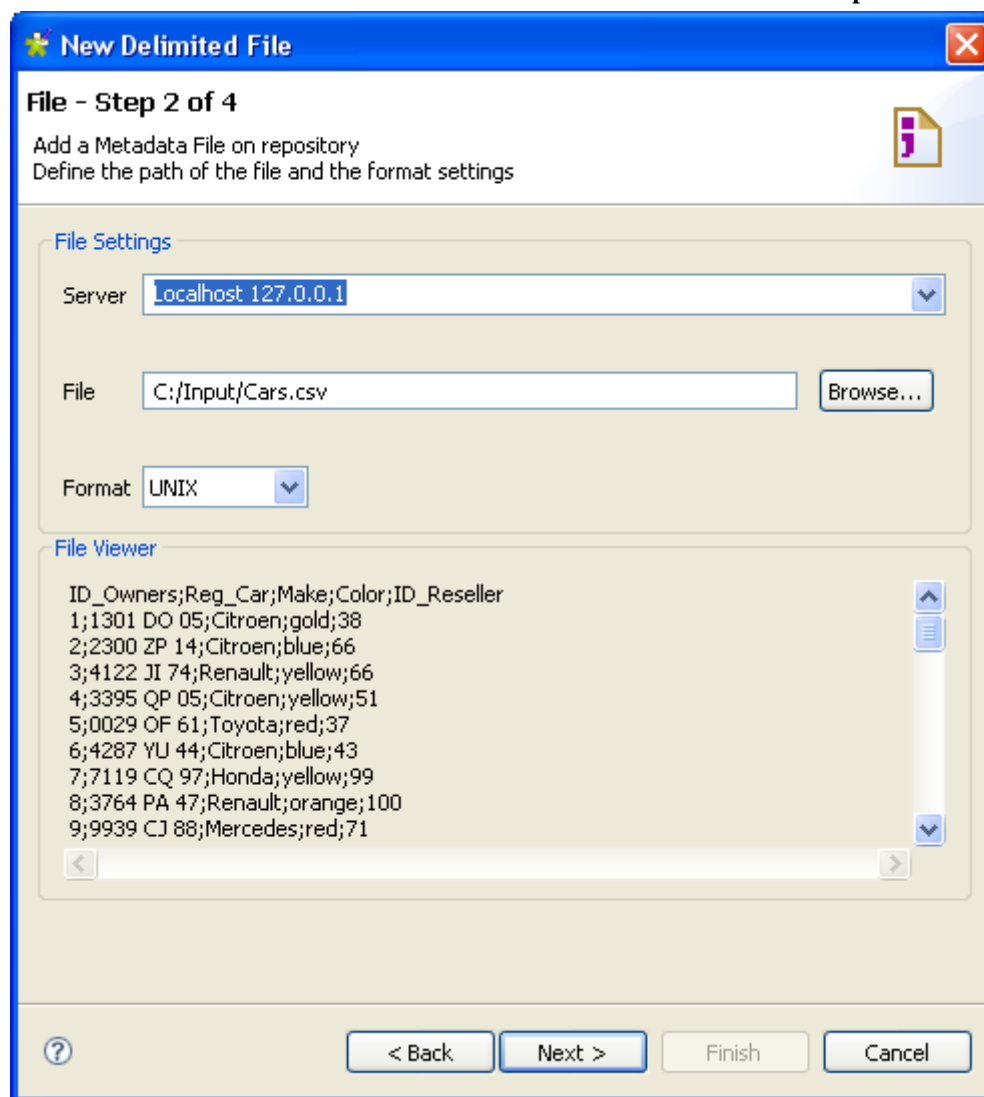 New Delimited File
File - Step 2 of 4
Add a Metadata File on repository
Define the path of the file and the format settings
File Settings
Server Localhost 127.0.0.1
File C:/Input/Cars.csv Browse...
Format UNIX
File Viewer
ID_Owners;Reg_Car;Make;Color;ID_Reseller
1;1301 DO 05;Citroen;gold;38
2;2300 ZP 14;Citroen;blue;66
3;4122 JI 74;Renault;yellow;66
4;3395 QP 05;Citroen;yellow;51
5;0029 OF 61;Toyota;red;37
6;4287 YU 44;Citroen;blue;43
7;7119 CQ 97;Honda;yellow;99
8;3764 PA 47;Renault;orange;100
9;9939 CJ 88;Mercedes;red;71
< Back Next > Finish Cancel